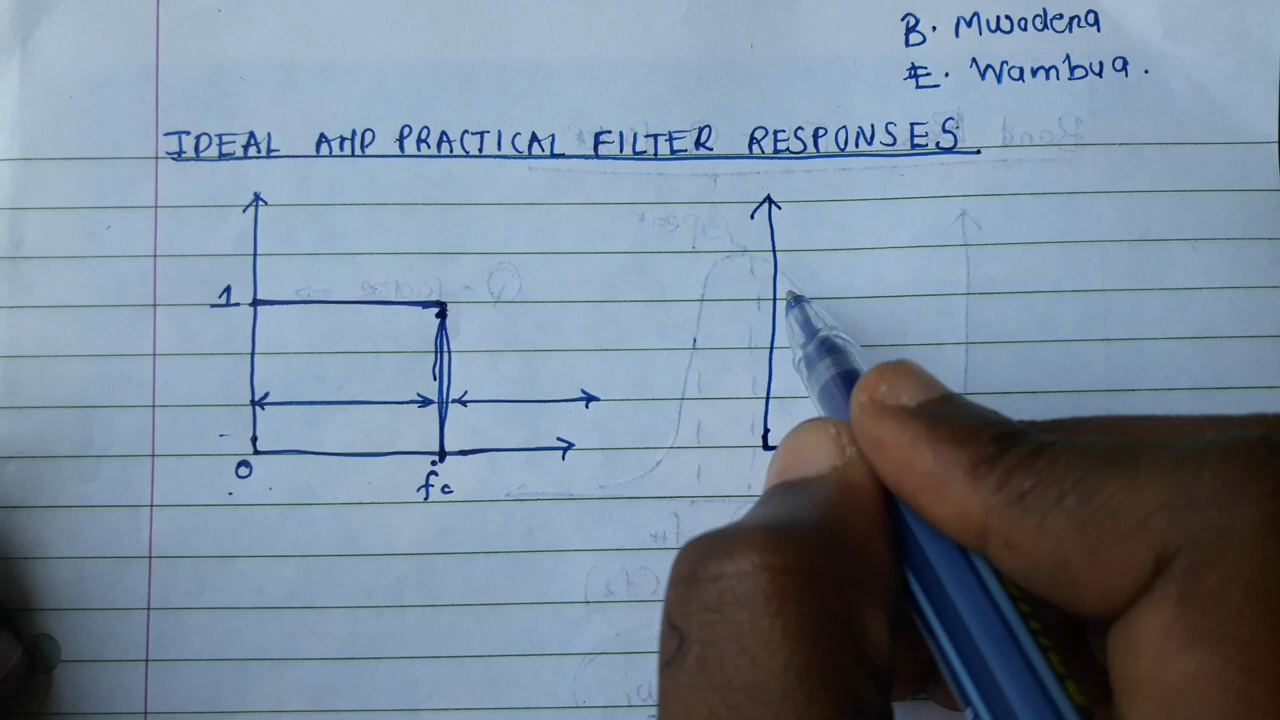 B. Mwadena
E. Wambua.
IDEAL AND PRACTICAL FILTER RESPONSES
1
0
fc